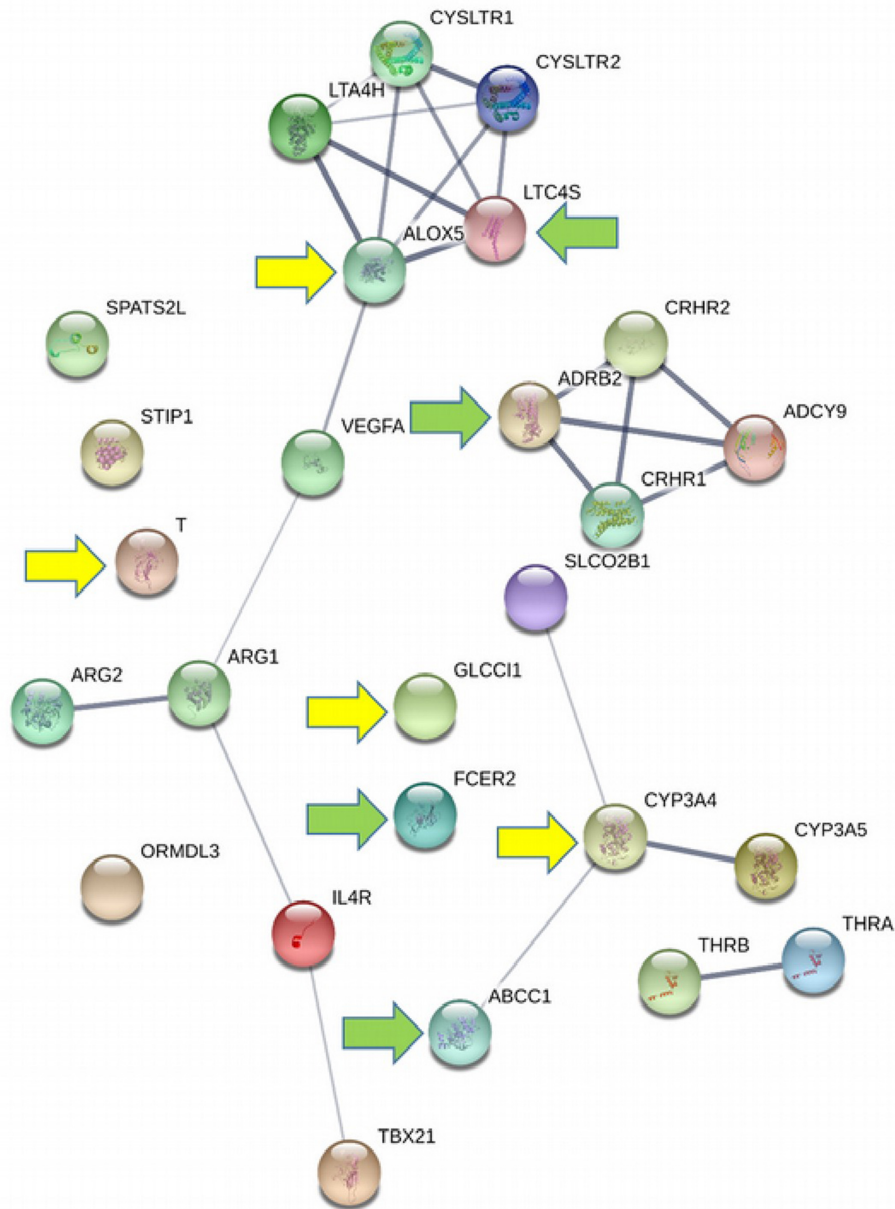 CYSLTR1
CYSLTR2
LTA4H
LTC4S
ALOX5
SPATS2L
CRHR2
ADRB2
STIP1
VEGFA
ADCY9
CRHR1
T
SLCO2B1
ARG1
ARG2
GLCCI1
FCER2
CYP3A4
CYP3A5
ORMDL3
IL4R
THRA
THRB
ABCC1
TBX21